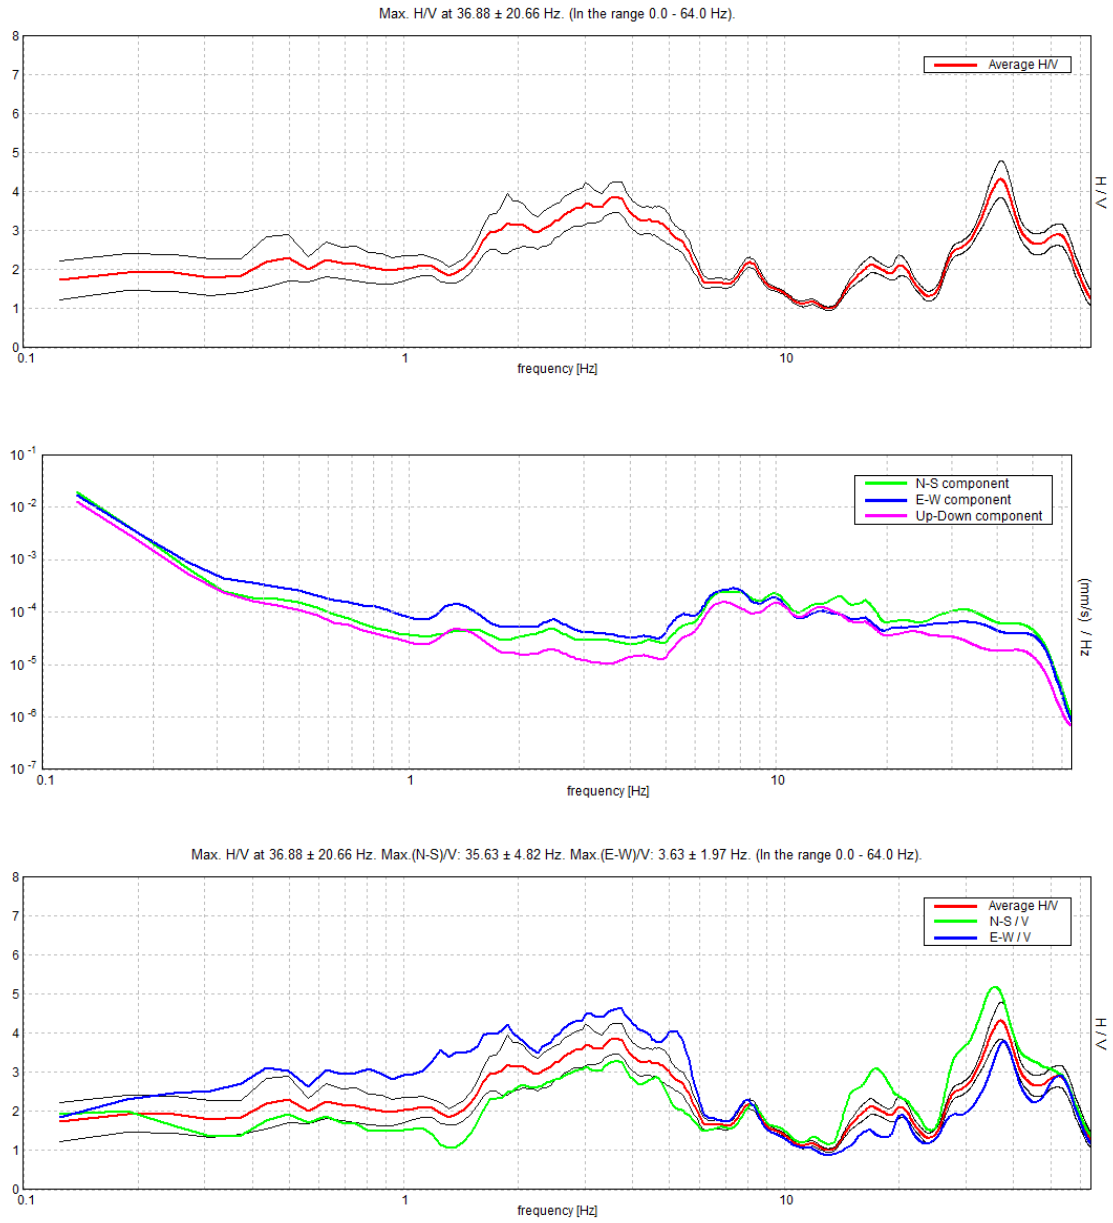 Max. H/V at 36.88 ± 20.66 Hz. (In the range 0.0 - 64.0 Hz).
8
7
6
5
4
3
2
1
0
Average H/V
H / V
0.1
1
10
frequency [Hz]
10 -1
10 -2
10 -3
10 -4
10 -5
10 -6
10 -7
N-S component
E-W component
Up-Down component
(mm/s) / Hz
0.1
1
10
frequency [Hz]
Max. H/V at 36.88 ± 20.66 Hz. Max.(N-S)/V: 35.63 ± 4.82 Hz. Max.(E-W)/V: 3.63 ± 1.97 Hz. (In the range 0.0 - 64.0 Hz).
8
7
6
5
4
3
2
1
0
Average H/V
N-S / V
E-W / V
H / V
0.1
1
10
frequency [Hz]